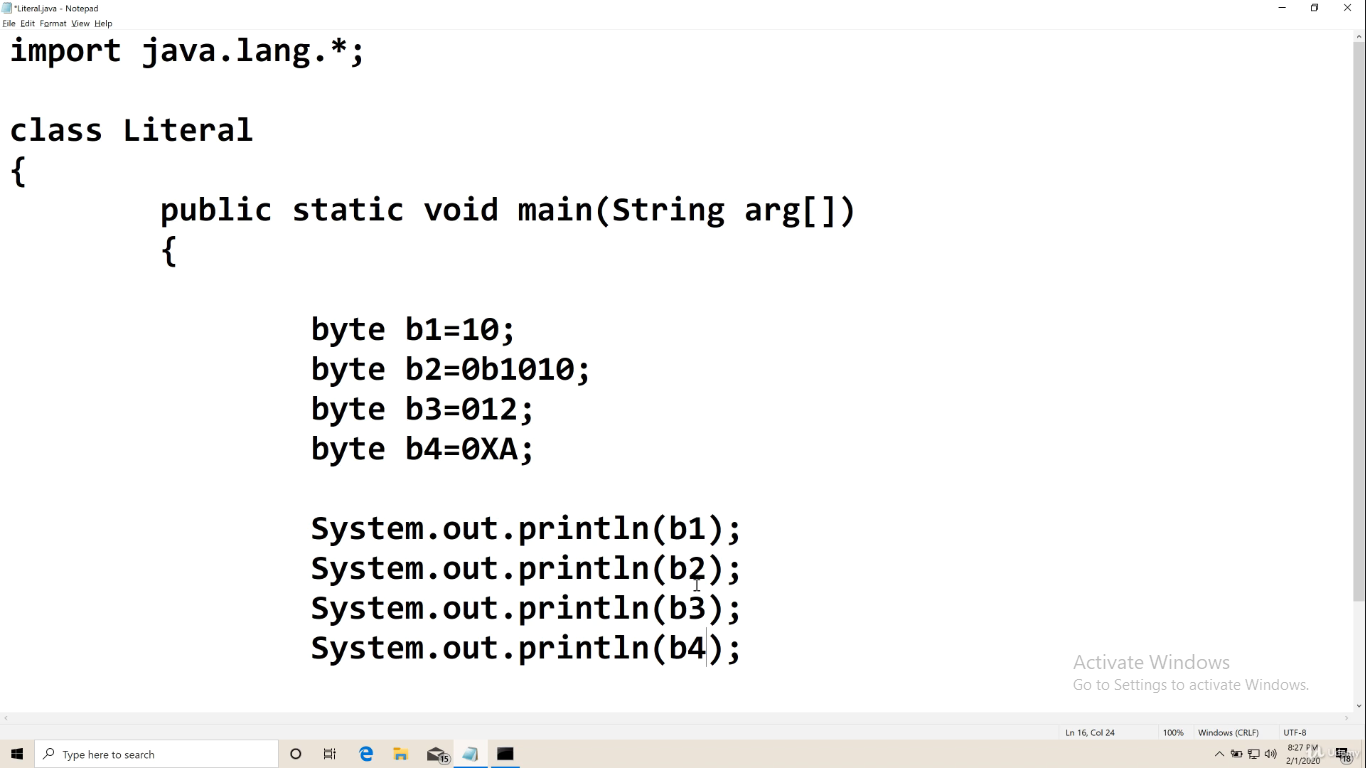 *Literal.java - Notepad
File Edit Format View Help
import java.lang.*;
class Literal
{
public static void main(String arg[])
{
byte b1=10;
byte b2=0b1010;
byte b3=012;
byte b4=0XA;
System.out.println(b1);
System.out.println(b2);
System.out.println(b3);
System.out.println(b4);
Activate Windows
Go to Settings to activate Windows.
Ln 16, Col 24 100% Windows (CRLF) UTF-8
Type here to search
15
8:27 PM
2/1/2020
18